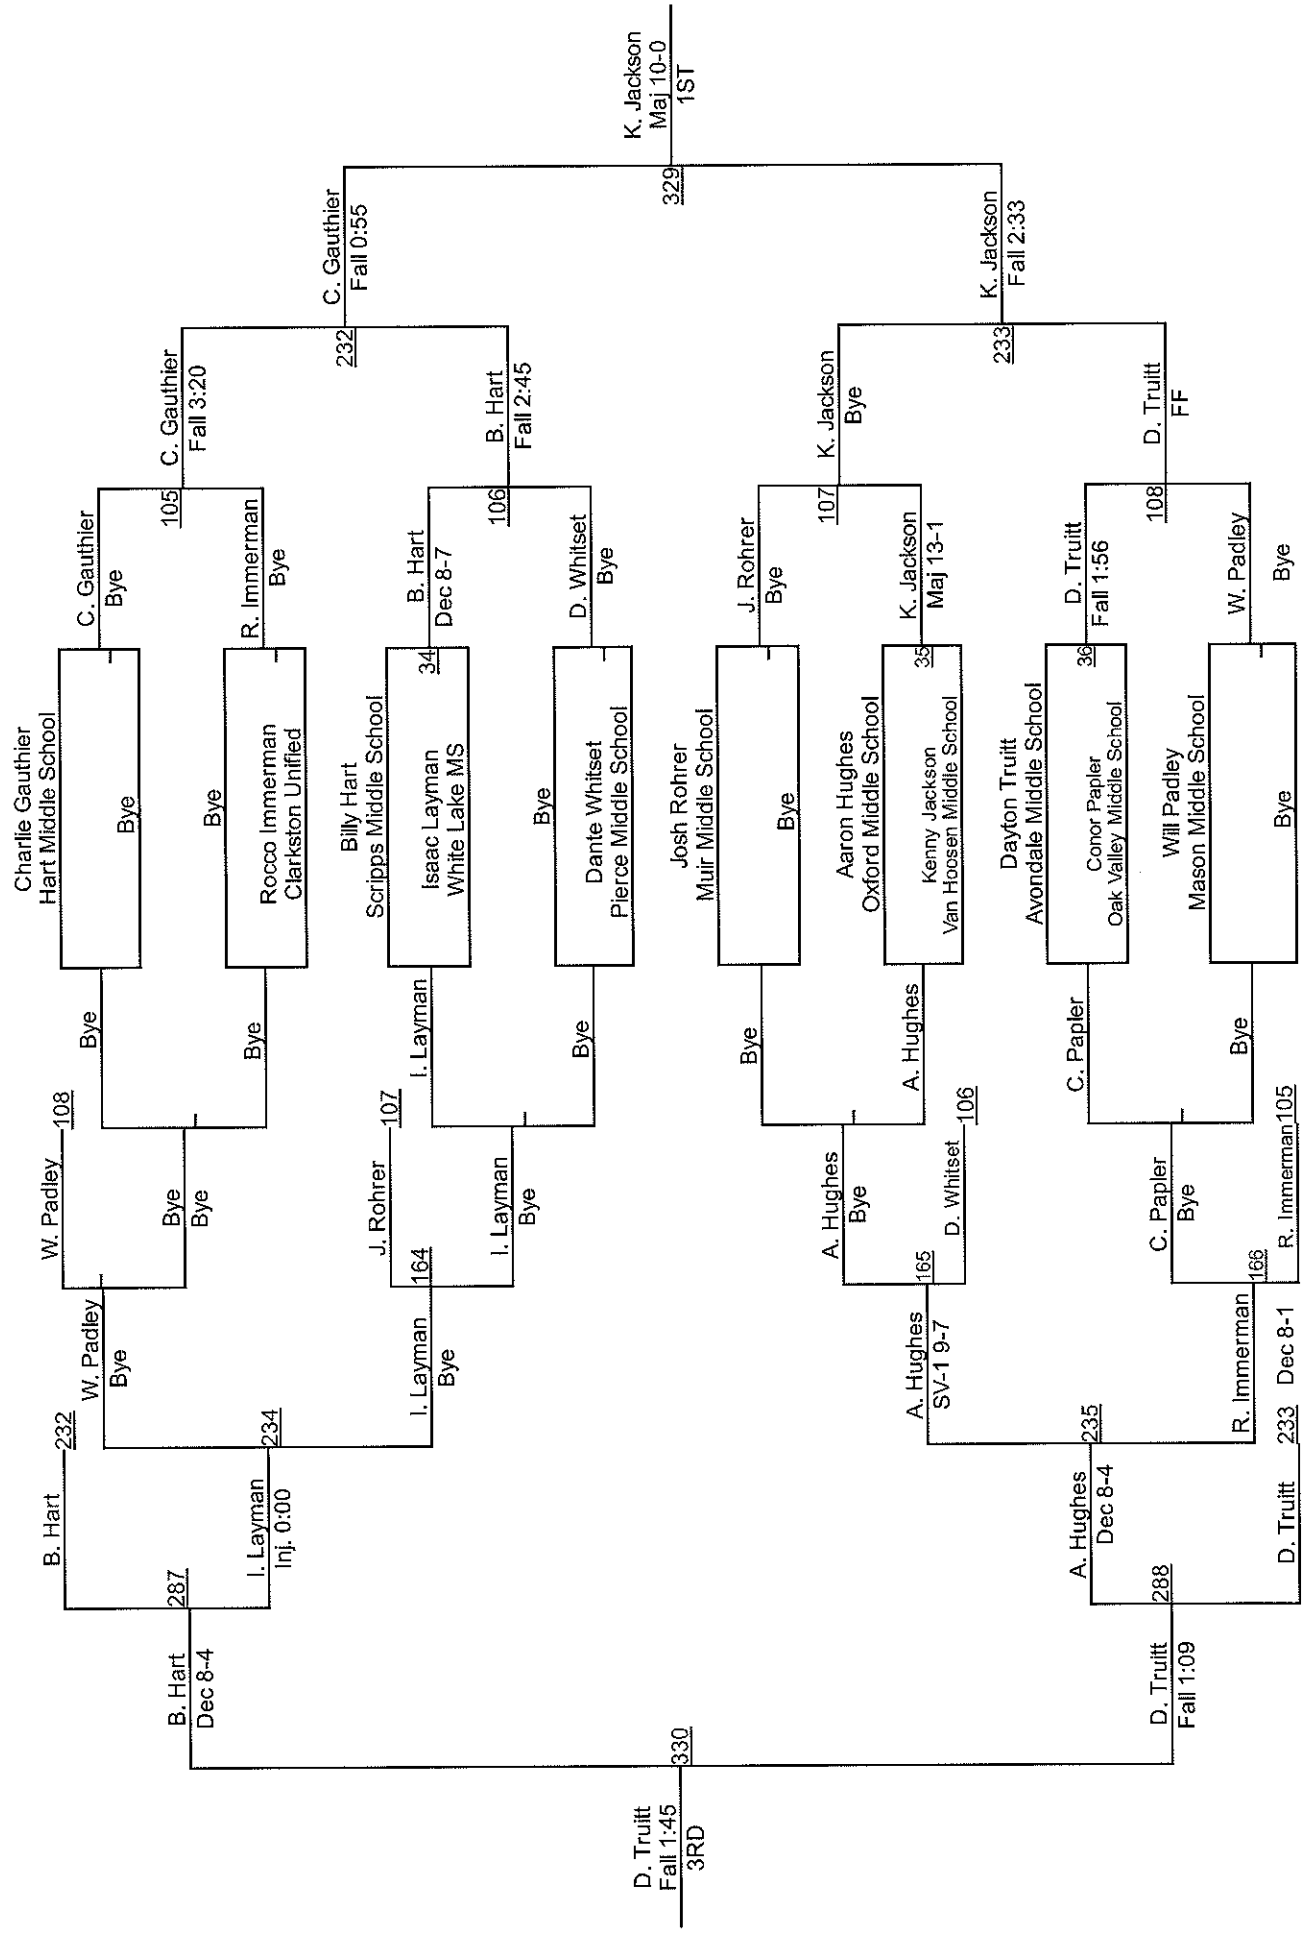 Charlie Gauthier
Hart Middle School
Bye
Bye
Rocco Immerman
Clarkston Unified
Billy Hart
Scripps Middle School
Isaac Layman
White Lake MS
34
Bye
Dante Whitset
Pierce Middle School
Josh Rohrer
Muir Middle School
Bye
Aaron Hughes
Oxford Middle School
Kenny Jackson
Van Hoosen Middle School
35
Dayton Truitt
Avondale Middle School
Conor Papler
Oak Valley Middle School
36
Will Padley
Mason Middle School
Bye
C. Gauthier
Bye
R. Immerman
Bye
B. Hart
Dec 8-7
D. Whitset
Bye
J. Rohrer
Bye
K. Jackson
Maj 13-1
D. Truitt
Fall 1:56
W. Padley
Bye
105
106
107
108
C. Gauthier
Fall 3:20
B. Hart
Fall 2:45
K. Jackson
Bye
D. Truitt
FF
232
233
C. Gauthier
Fall 0:55
K. Jackson
Fall 2:33
329
K. Jackson
Maj 10-0
1ST
Bye
Bye
I. Layman
Bye
Bye
A. Hughes
C. Papler
Bye
W. Padley
108
Bye
Bye
J. Rohrer
107
I. Layman
Bye
A. Hughes
Bye
D. Whitset
106
C. Papler
Bye
R. Immerman
105
164
165
166
W. Padley
Bye
I. Layman
Bye
A. Hughes
SV-1 9-7
R. Immerman
Dec 8-1
B. Hart
232
234
I. Layman
Inj. 0:00
235
A. Hughes
Dec 8-4
D. Truitt
233
287
288
B. Hart
Dec 8-4
D. Truitt
Fall 1:09
330
D. Truitt
Fall 1:45
3RD